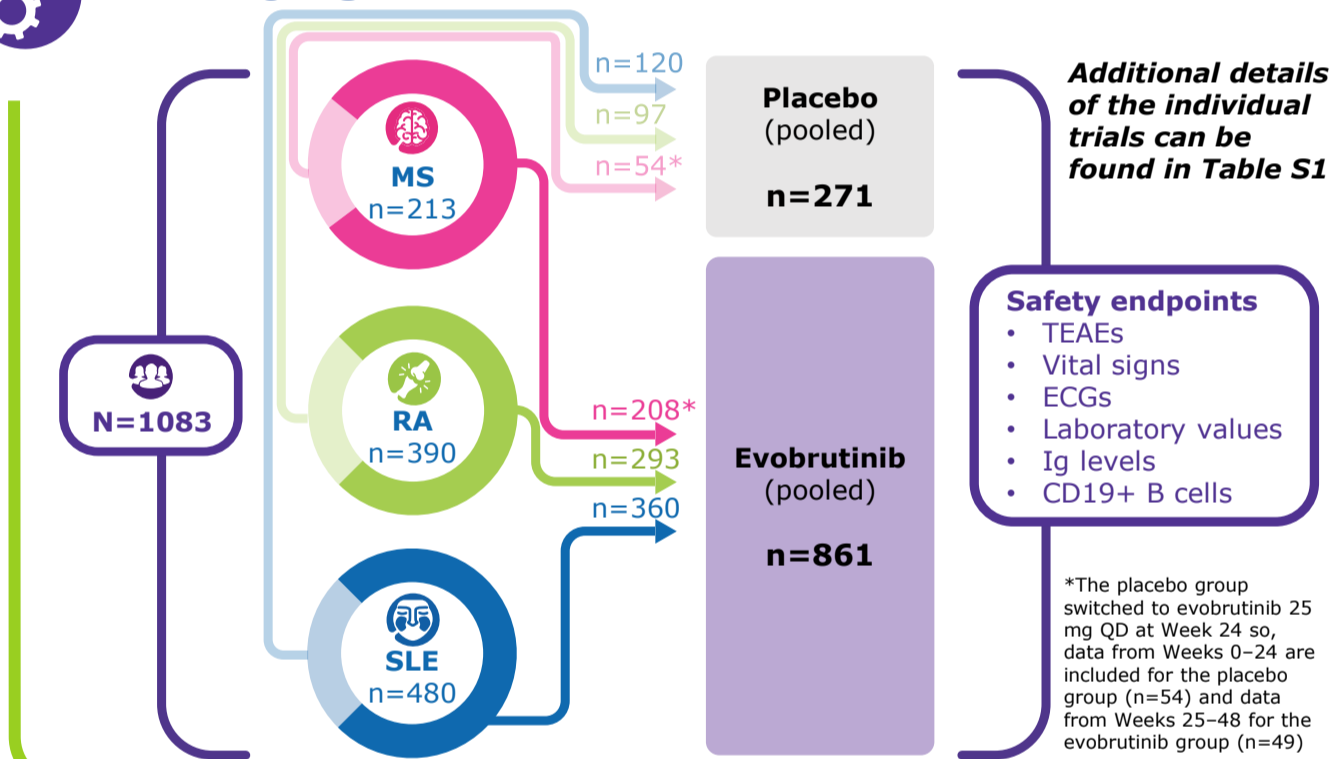 n=120
n=97
n=54*
MS
n=213
RA
n=390
SLE
n=480
N=1083
n=208*
n=293
n=360
Placebo
(pooled)
n=271
Evobrutinib
(pooled)
n=861
Additional details
of the individual
trials can be
found in Table S1
Safety endpoints
• TEAEs
• Vital signs
• ECGs
• Laboratory values
• Ig levels
• CD19+ B cells
*The placebo group
switched to evobrutinib 25
mg QD at Week 24 so,
data from Weeks 0–24 are
included for the placebo
group (n=54) and data
from Weeks 25–48 for the
evobrutinib group (n=49)